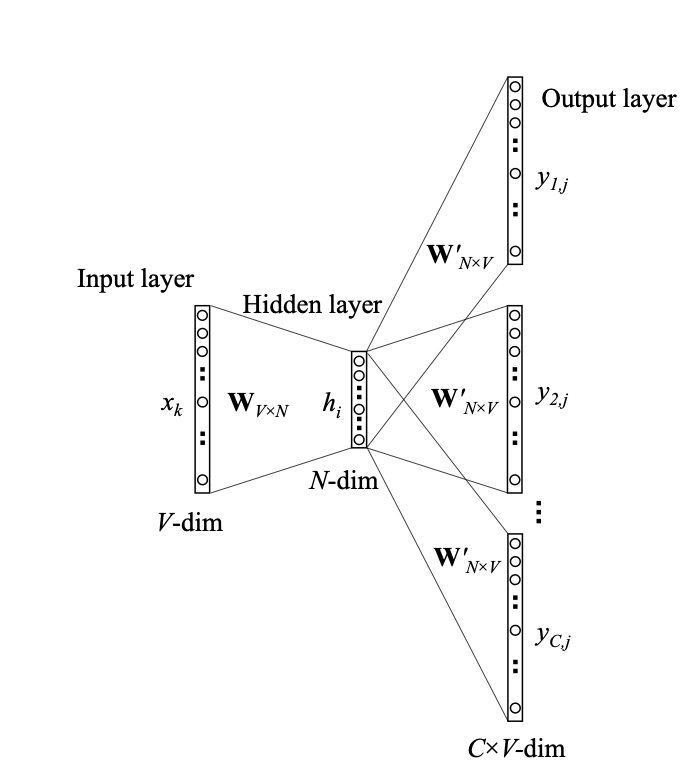 Output layer
y1,j
W'N×V
Input layer
Hidden layer
xk
WV×N
hi
W'N×V
y2,j
N-dim
V-dim
W'N×V
yC,j
C×V-dim